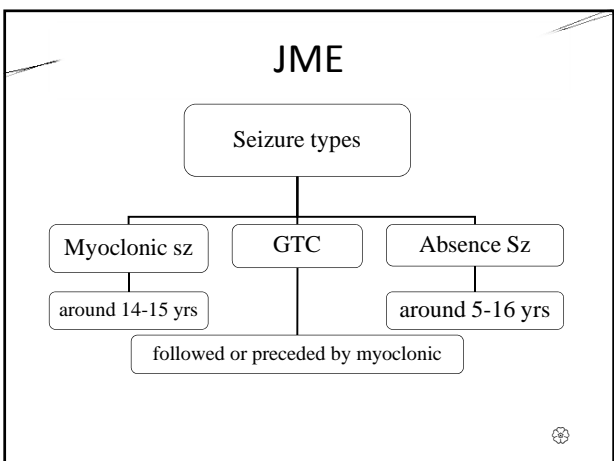 JME
Seizure types
Myoclonic sz
GTC
Absence Sz
around 14-15 yrs
around 5-16 yrs
followed or preceded by myoclonic